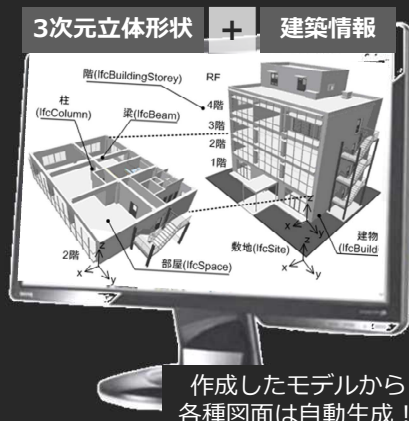 3次元立体形状 + 建築情報
階(IfcBuildingStorey)
RF
柱
(IfcColumn)
梁(IfcBeam)
4階
3階
2階
1階
2階
部屋(IfcSpace)
敷地(IfcSite)
建物
(IfcBuild
z
x
y
z
x
y
z
x
y
作成したモデルから
各種図面は自動生成！